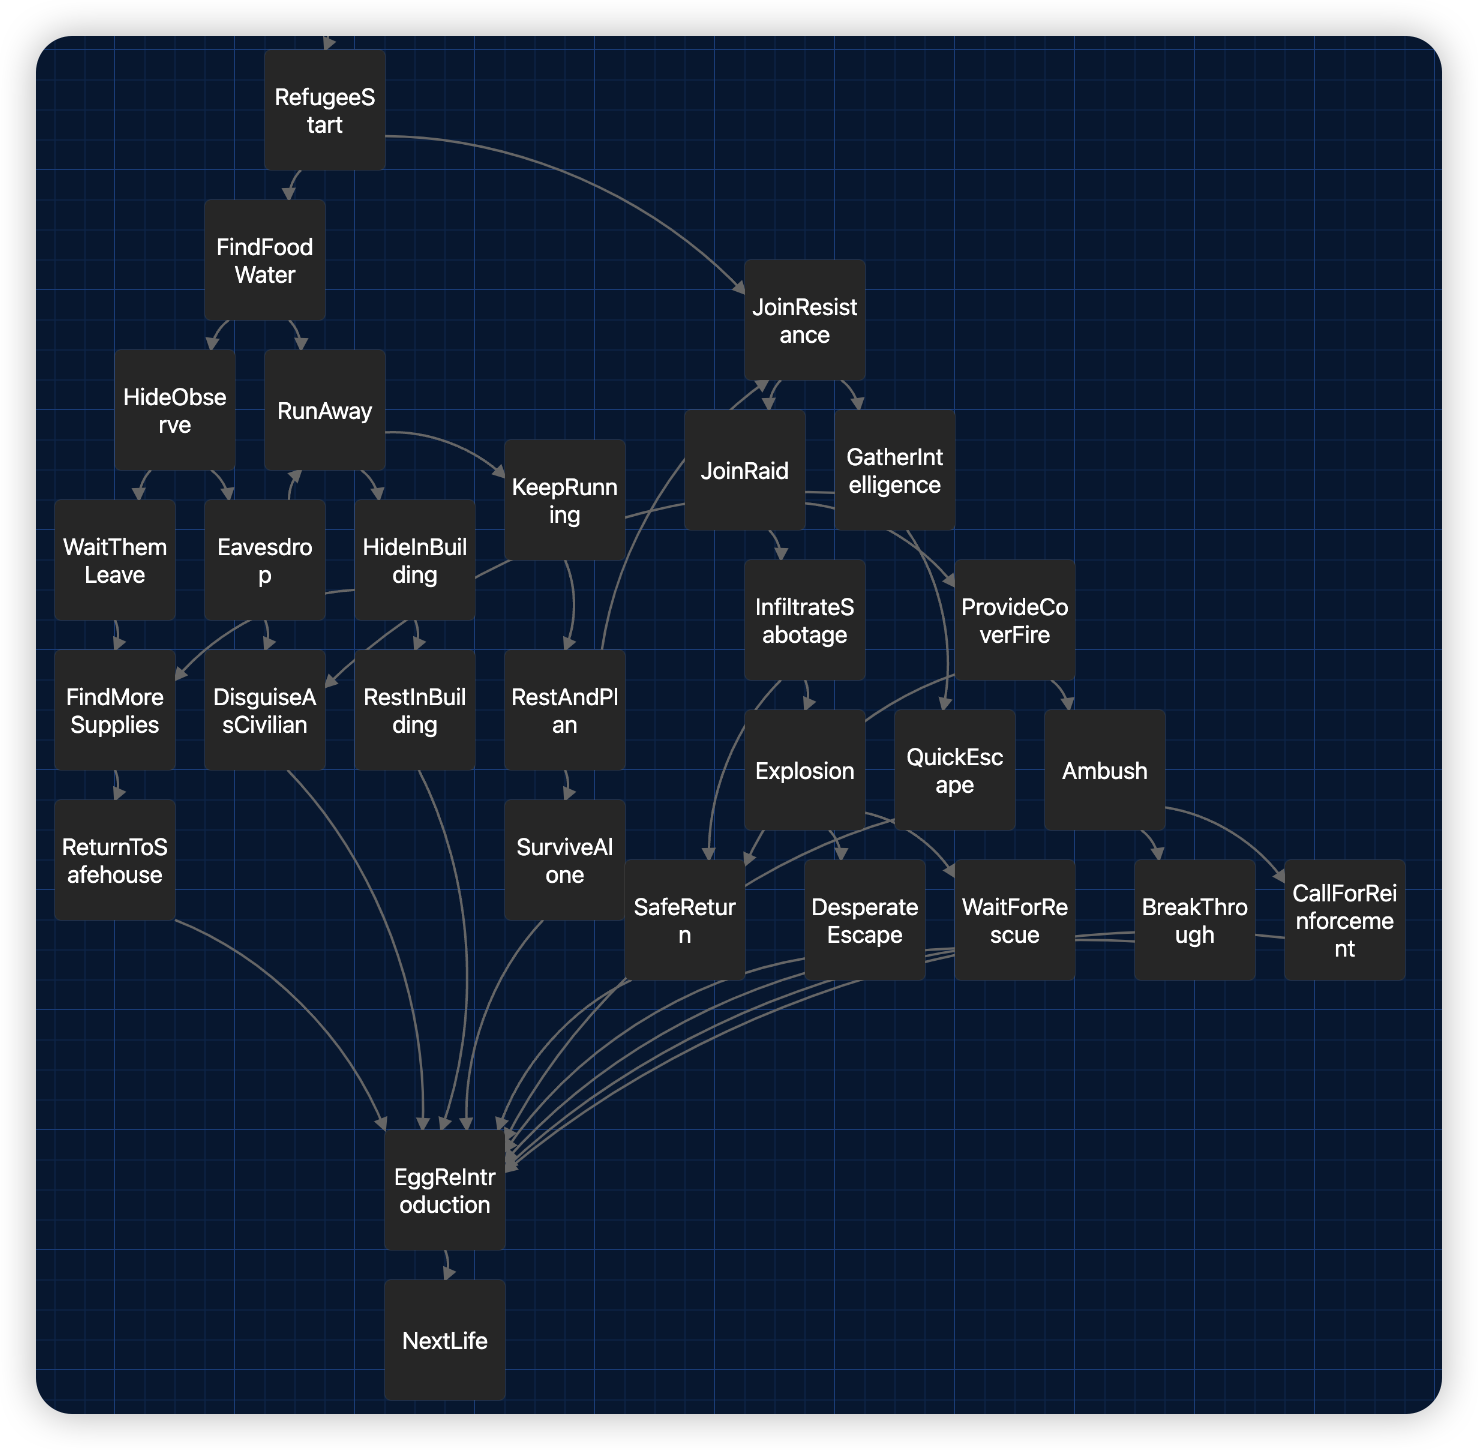 RefugeeS
tart
FindFood
Water
JoinResist
ance
HideObse
rve
RunAway
KeepRunn
ing
JoinRaid
GatherInt
elligence
WaitThem
Leave
Eavesdro
p
HideInBuil
ding
InfiltrateS
abotage
ProvideCo
verFire
FindMore
Supplies
DisguiseA
sCivilian
RestInBuil
ding
RestAndPl
an
Explosion
QuickEsc
ape
Ambush
ReturnToS
afehouse
SurviveAl
one
SafeRetur
n
Desperate
Escape
WaitForRe
scue
BreakThro
ugh
CallForRei
nforceme
nt
EggReIntr
oduction
NextLife